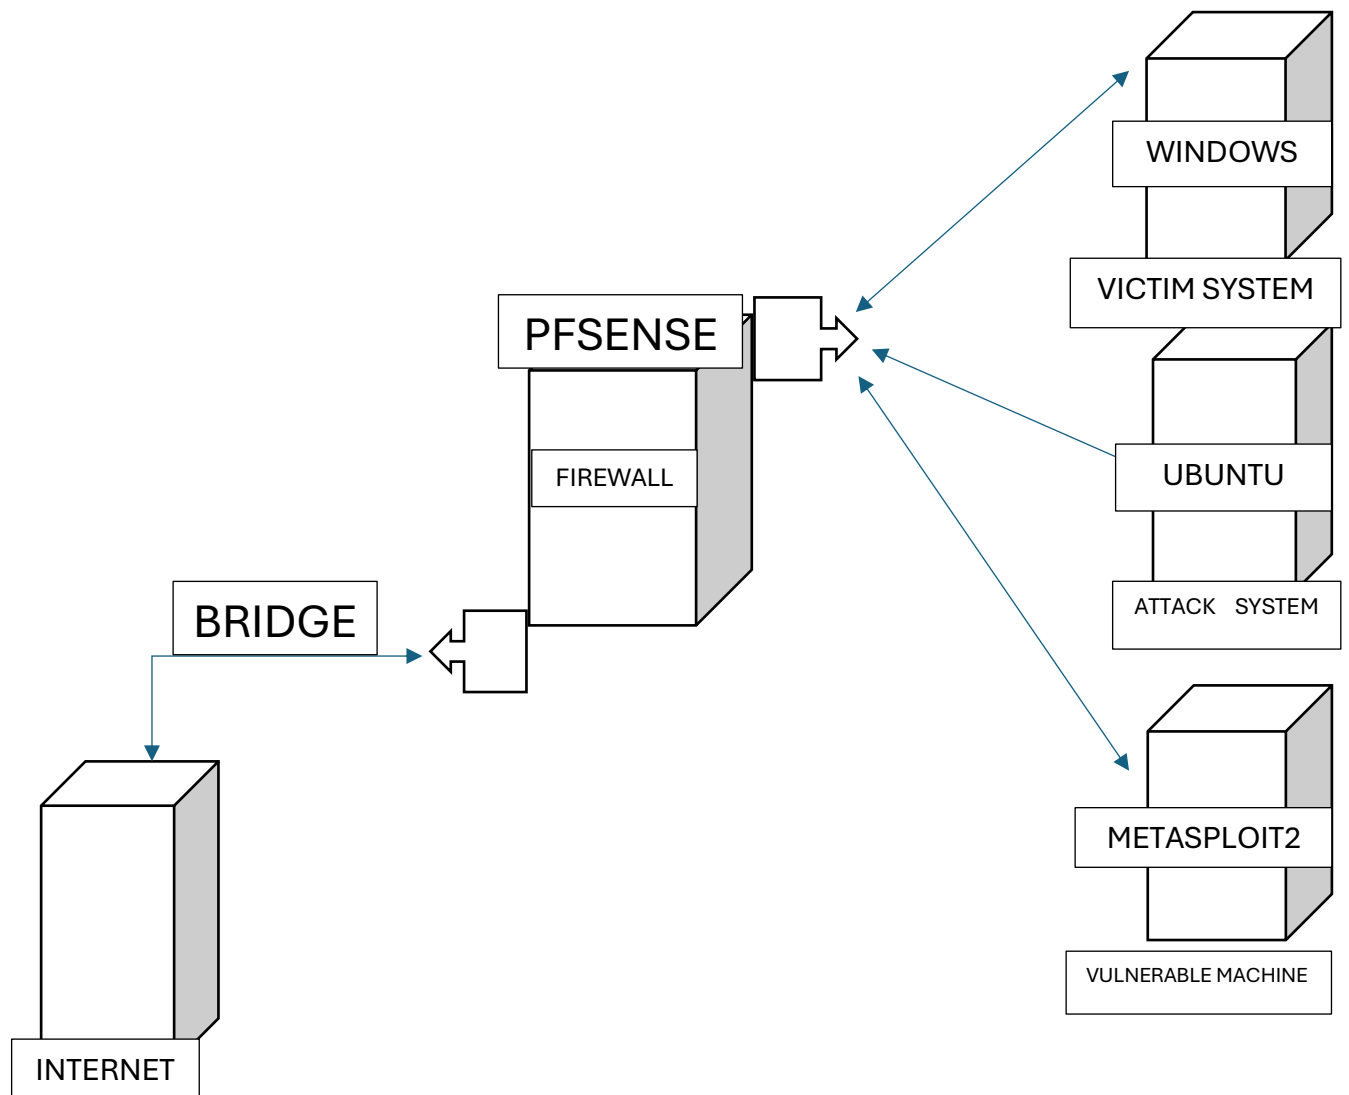 WINDOWS
VICTIM SYSTEM
PFSENSE
FIREWALL
UBUNTU
ATTACK SYSTEM
BRIDGE
METASPLOIT2
VULNERABLE MACHINE
INTERNET